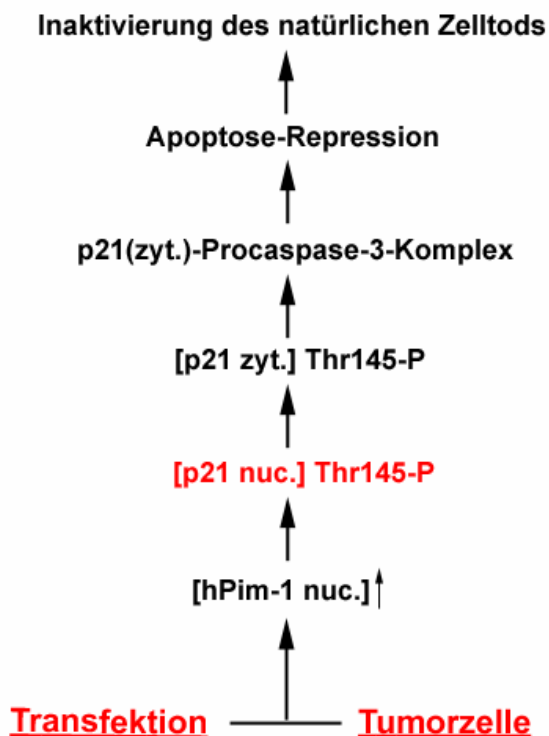 Inaktivierung des natürlichen Zelltods
Apoptose-Repression
p21(zyt.)-Procaspase-3-Komplex
[p21 zyt.] Thr145-P
[p21 nuc.] Thr145-P
[hPim-1 nuc.]↑
Transfektion Tumorzelle